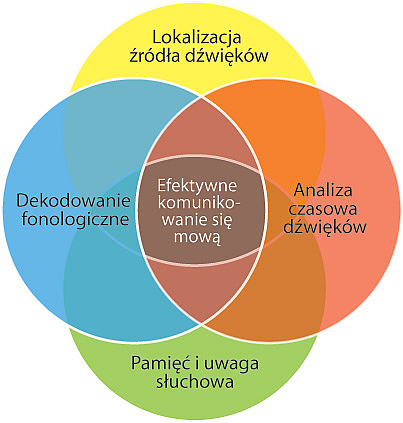 Lokalizacja
źródła dźwięków
Dekodowanie
fonologiczne
Efektywne
komuniko-
wanie się
mową
Analiza
czasowa
dźwięków
Pamięć i uwaga
słuchowa